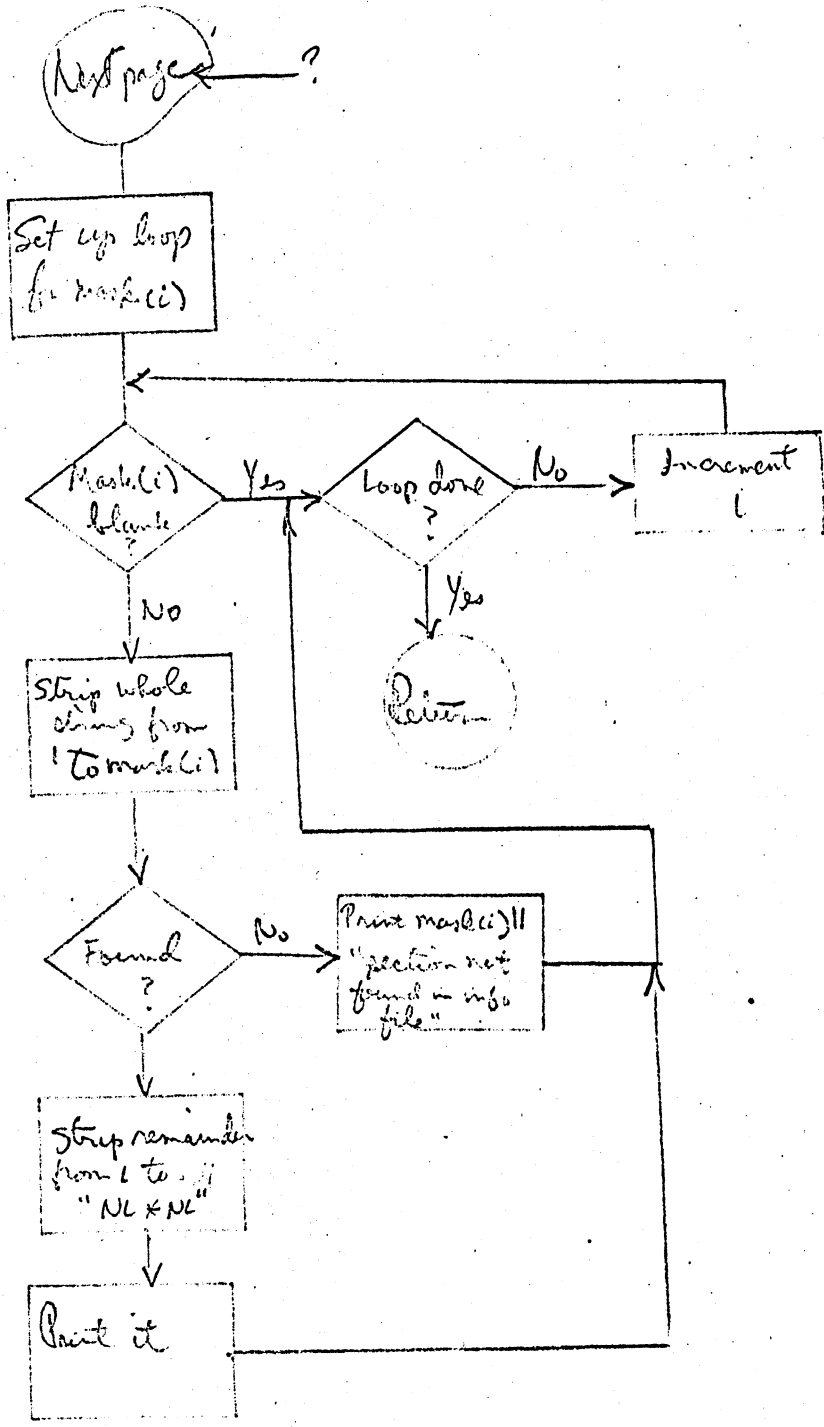 Next page
?
Set up loop
for mask(i)
Mask(i)
blank
?
Yes
Loop done
?
No
Increment
i
No
Yes
Return
Strip whole
string from
1 to mask(i)
Found
?
No
Print mask(i)||
"section not
found in info
file"
Strip remainder
from 1 to
"NL * NL"
Print it